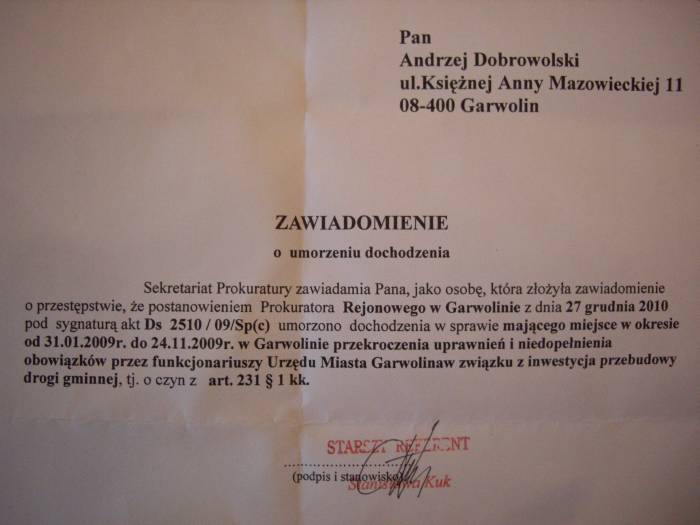 Pan
Andrzej Dobrowolski
ul.Księżnej Anny Mazowieckiej 11
08-400 Garwolin
ZAWIADOMIENIE
o umorzeniu dochodzenia
Sekretariat Prokuratury zawiadamia Pana, jako osobę, która złożyła zawiadomienie
o przestępstwie, że postanowieniem Prokuratora Rejonowego w Garwolinie z dnia 27 grudnia 2010
pod sygnaturą akt Ds 2510 / 09/Sp(c) umorzono dochodzenia w sprawie mającego miejsce w okresie
od 31.01.2009r. do 24.11.2009r. w Garwolinie przekroczenia uprawnień i niedopełnienia
obowiązków przez funkcjonariuszy Urzędu Miasta Garwolinaw związku z inwestycja przebudowy
drogi gminnej, tj. o czyn z art. 231 § 1 kk.
STARSZY REFERENT
..........................
(podpis i stanowisko)
Stanisława Kuk